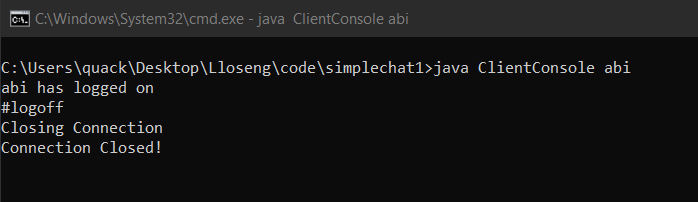 C:\Windows\System32\cmd.exe - java  ClientConsole abi
C:\Users\quack\Desktop\Lloseng\code\simplechat1>java ClientConsole abi
abi has logged on
#logoff
Closing Connection
Connection Closed!